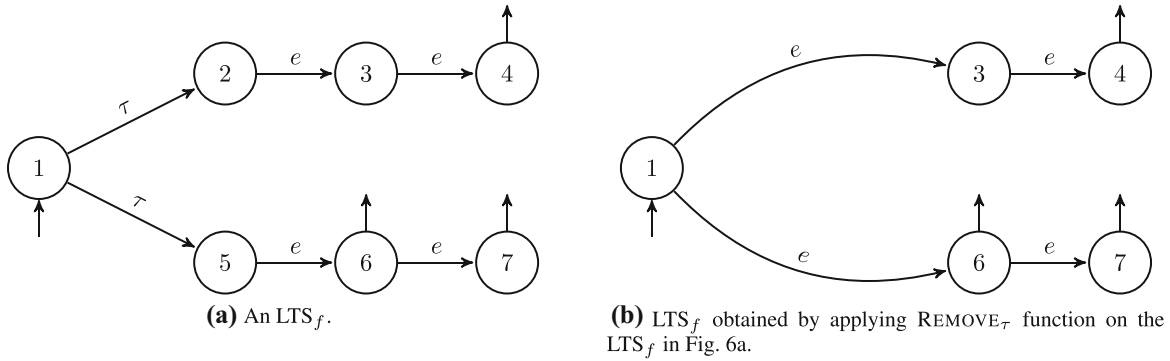 e e
2 3 4
τ
1
τ
e e
5 6 7
(a) An LTS_f.
e
e
3 4
1
e
e
6 7
(b) LTS_f obtained by applying REMOVE_τ function on the
LTS_f in Fig. 6a.